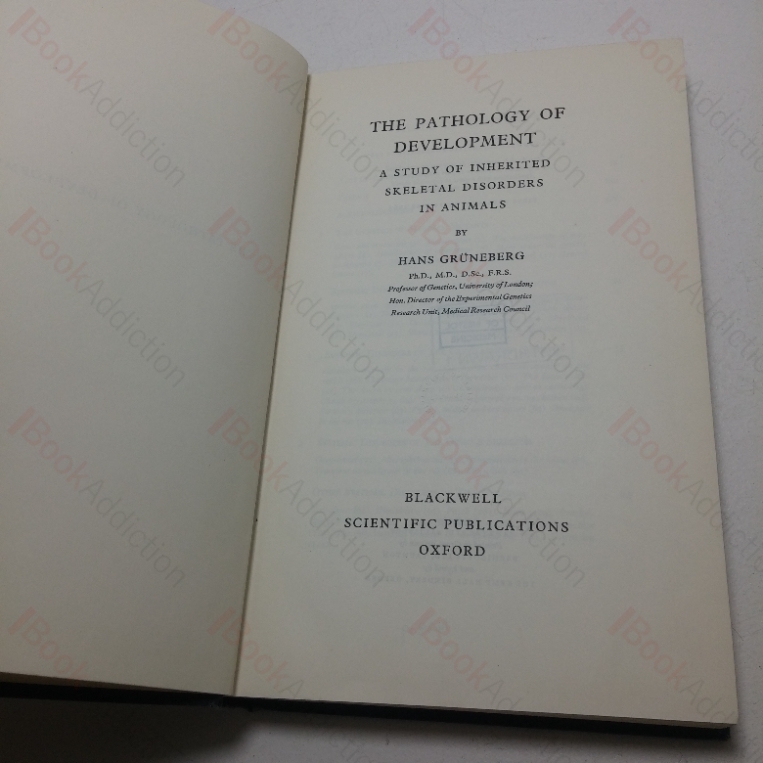 THE PATHOLOGY OF
DEVELOPMENT
A STUDY OF INHERITED
SKELETAL DISORDERS
IN ANIMALS
BY
HANS GRÜNEBERG
Ph.D., M.D., D.Sc., F.R.S.
Professor of Genetics, University of London;
Hon. Director of the Experimental Genetics
Research Unit, Medical Research Council
BLACKWELL
SCIENTIFIC PUBLICATIONS
OXFORD
BookAddiction